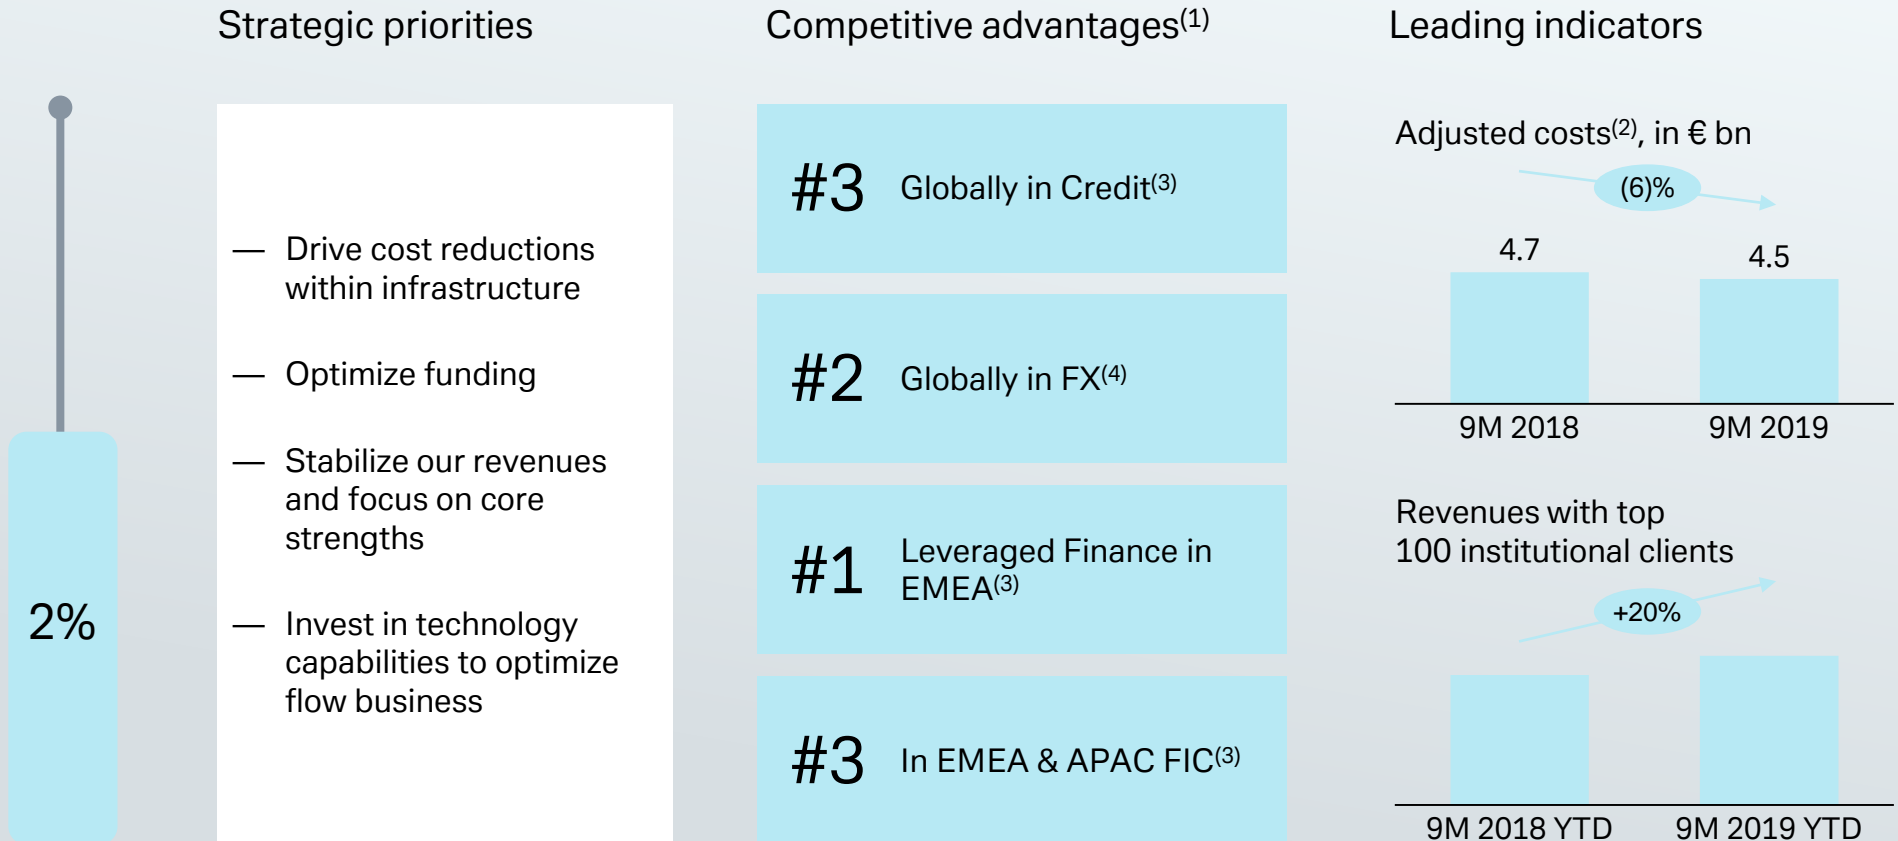 Strategic priorities
Competitive advantages(1)
Leading indicators
2%
— Drive cost reductions
within infrastructure
— Optimize funding
— Stabilize our revenues
and focus on core
strengths
— Invest in technology
capabilities to optimize
flow business
#3 Globally in Credit(3)
#2 Globally in FX(4)
#1 Leveraged Finance in
EMEA(3)
#3 In EMEA & APAC FIC(3)
Adjusted costs(2), in € bn
(6)%
4.7
4.5
9M 2018
9M 2019
Revenues with top
100 institutional clients
+20%
9M 2018 YTD
9M 2019 YTD